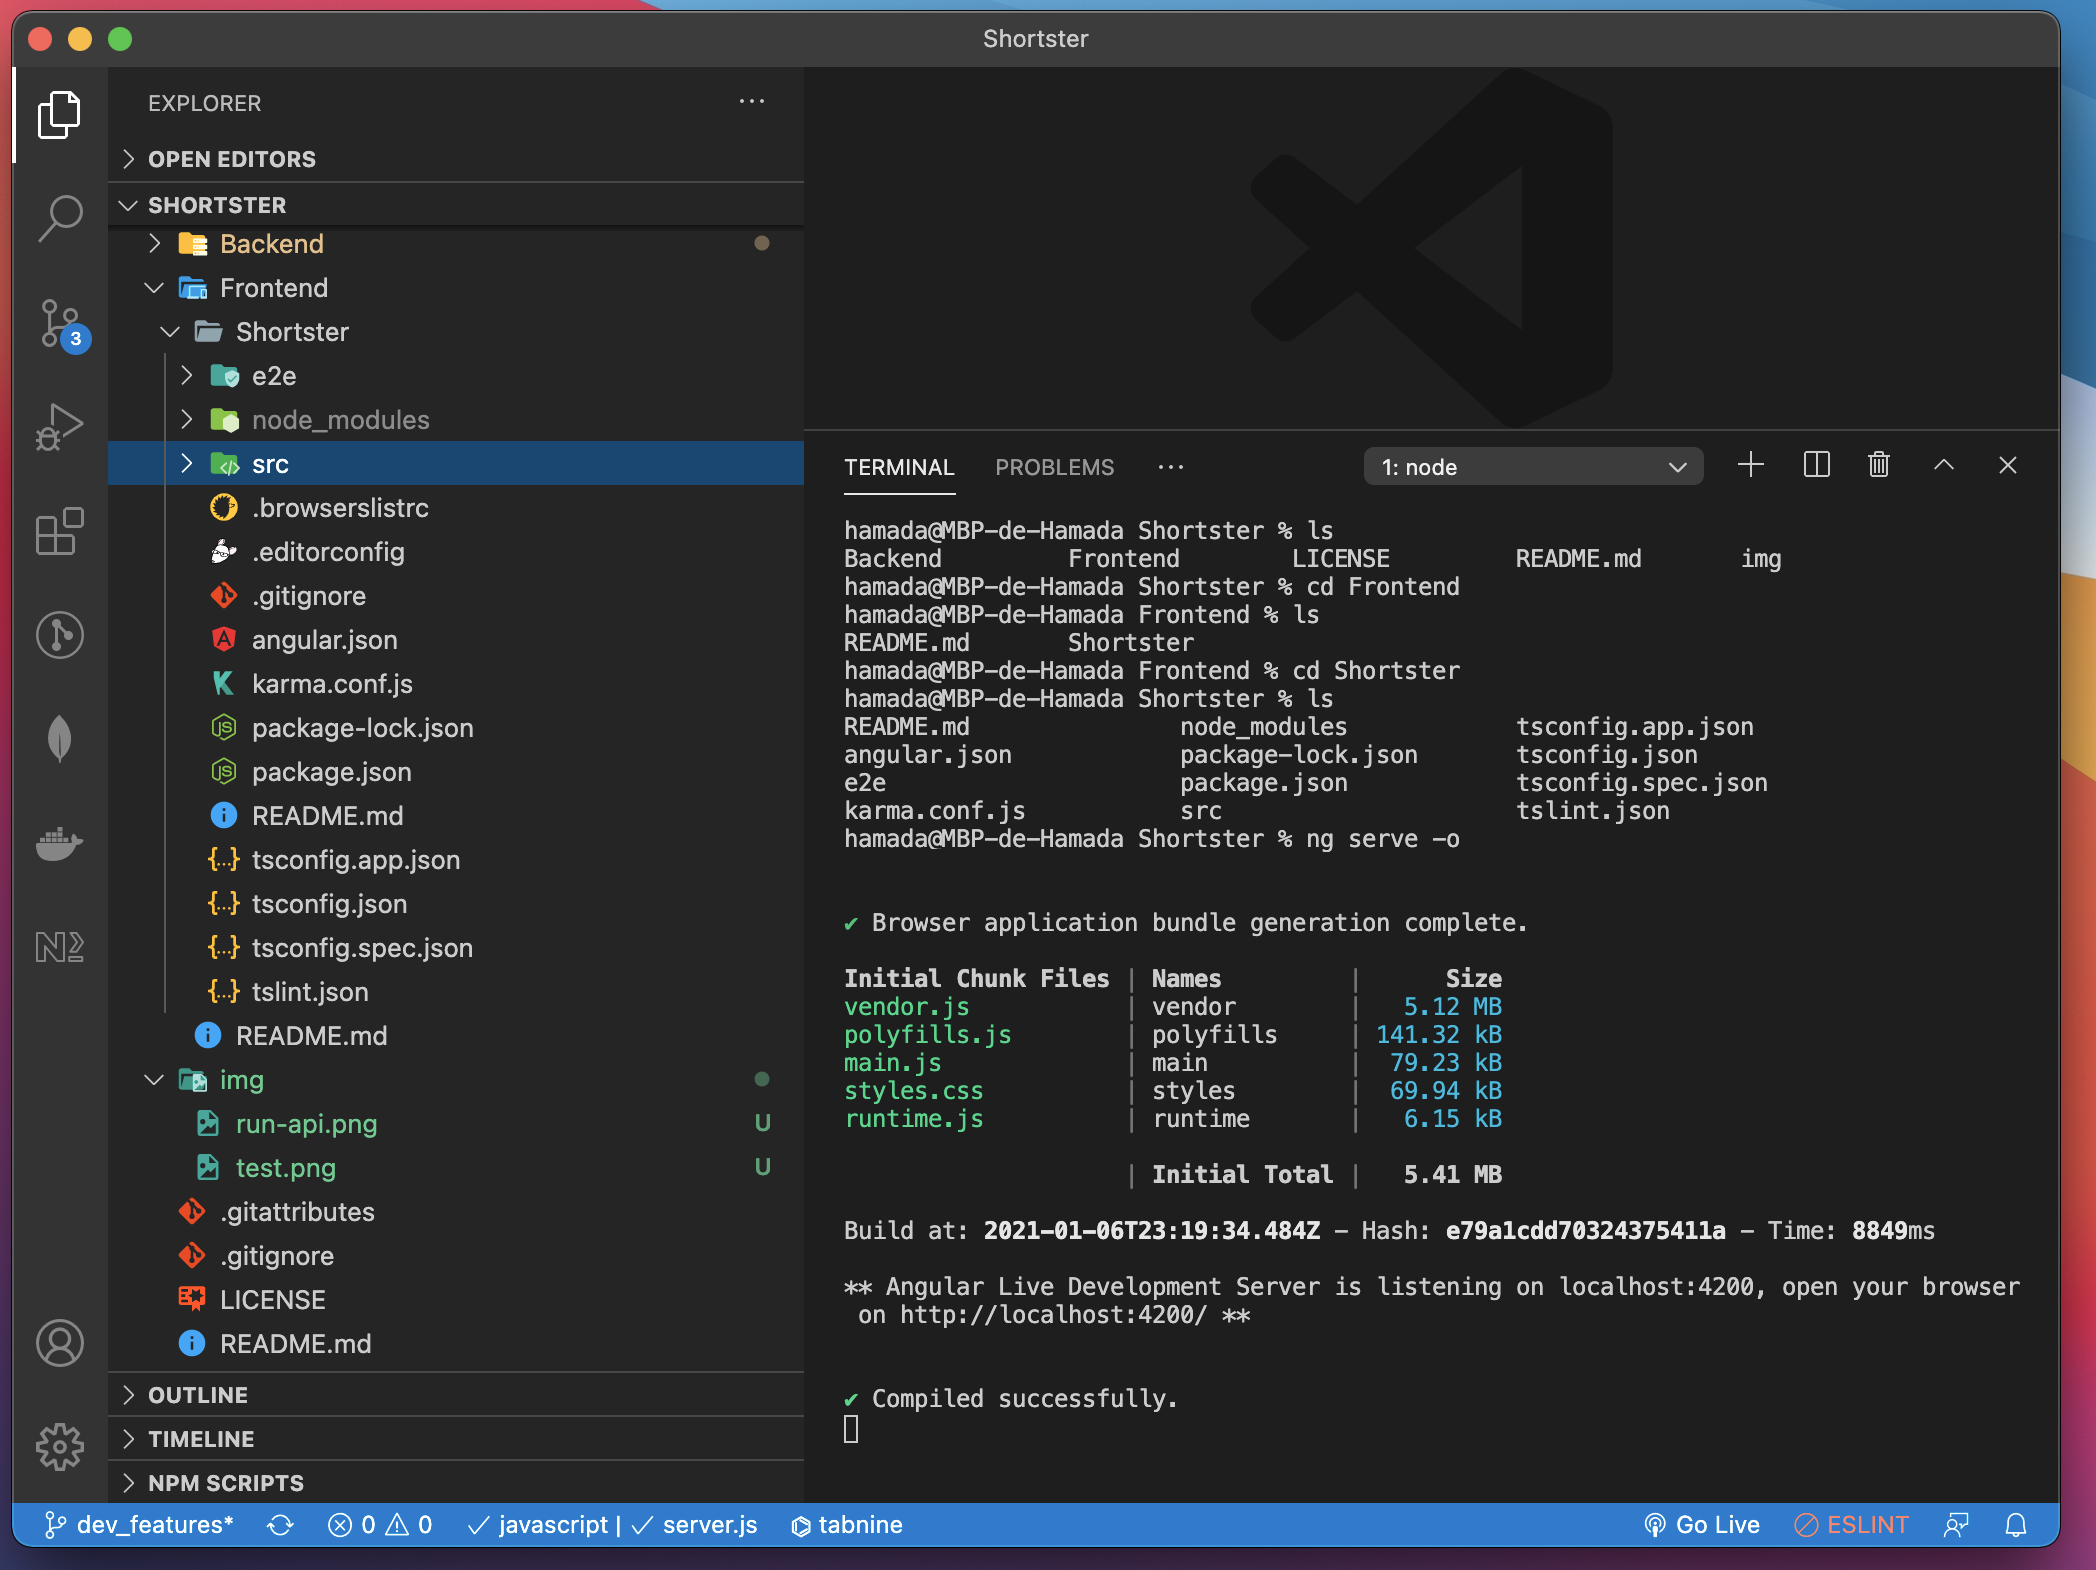 Shortster
EXPLORER
OPEN EDITORS
SHORTSTER
Backend
Frontend
Shortster
e2e
node_modules
src
.browserslistrc
.editorconfig
.gitignore
angular.json
karma.conf.js
package-lock.json
package.json
README.md
tsconfig.app.json
tsconfig.json
tsconfig.spec.json
tslint.json
README.md
img
run-api.png U
test.png U
.gitattributes
.gitignore
LICENSE
README.md
OUTLINE
TIMELINE
NPM SCRIPTS
3
TERMINAL PROBLEMS ··· 1: node
hamada@MBP-de-Hamada Shortster % ls
Backend Frontend LICENSE README.md img
hamada@MBP-de-Hamada Shortster % cd Frontend
hamada@MBP-de-Hamada Frontend % ls
README.md Shortster
hamada@MBP-de-Hamada Frontend % cd Shortster
hamada@MBP-de-Hamada Shortster % ls
README.md node_modules tsconfig.app.json
angular.json package-lock.json tsconfig.json
e2e package.json tsconfig.spec.json
karma.conf.js src tslint.json
hamada@MBP-de-Hamada Shortster % ng serve -o
✔ Browser application bundle generation complete.
Initial Chunk Files | Names | Size
vendor.js | vendor | 5.12 MB
polyfills.js | polyfills | 141.32 kB
main.js | main | 79.23 kB
styles.css | styles | 69.94 kB
runtime.js | runtime | 6.15 kB
| Initial Total | 5.41 MB
Build at: 2021-01-06T23:19:34.484Z - Hash: e79a1cdd70324375411a - Time: 8849ms
** Angular Live Development Server is listening on localhost:4200, open your browser
on http://localhost:4200/ **
✔ Compiled successfully.
dev_features* 0 0 javascript | server.js tabnine Go Live ESLINT